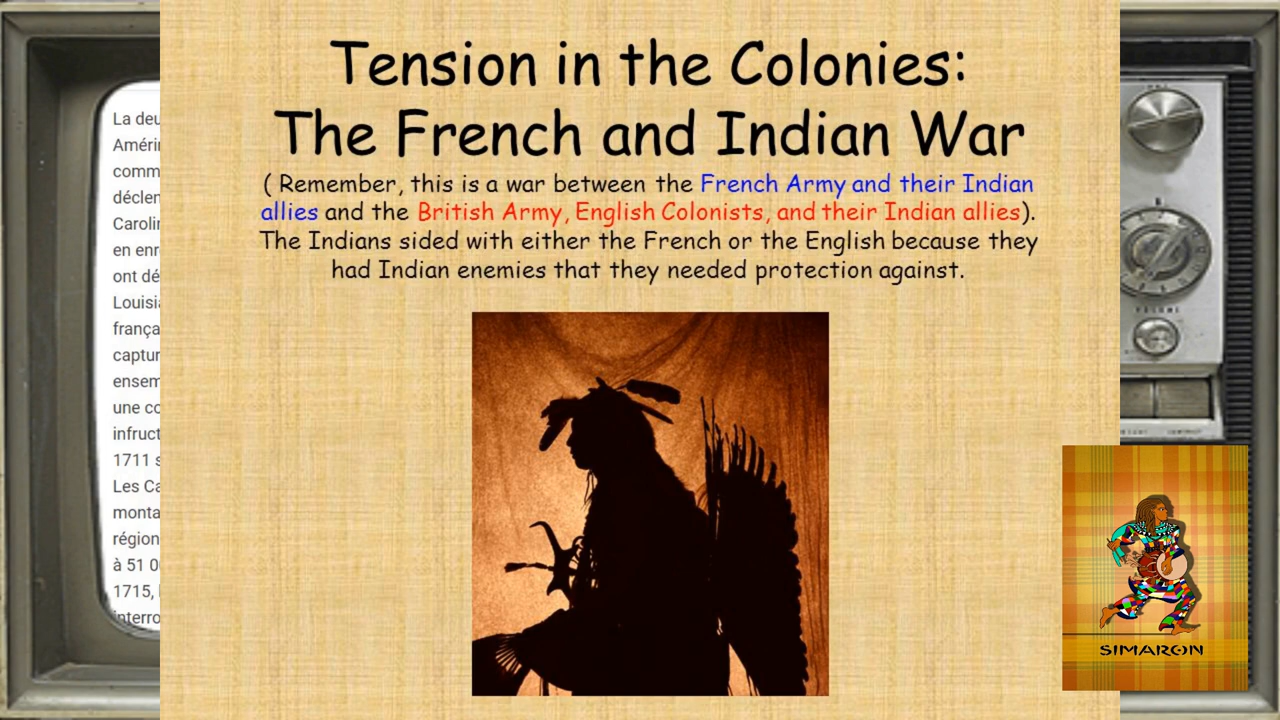 Tension in the Colonies:
The French and Indian War
( Remember, this is a war between the French Army and their Indian
allies and the British Army, English Colonists, and their Indian allies).
The Indians sided with either the French or the English because they
had Indian enemies that they needed protection against.
La deu
Améri
comm
déclen
Carolin
en enr
ont dé
Louisia
frança
captur
ensem
une co
infruct
1711 s
Les Ca
monta
région
à 51 0
1715,
interro
VOLUME
SIMARON